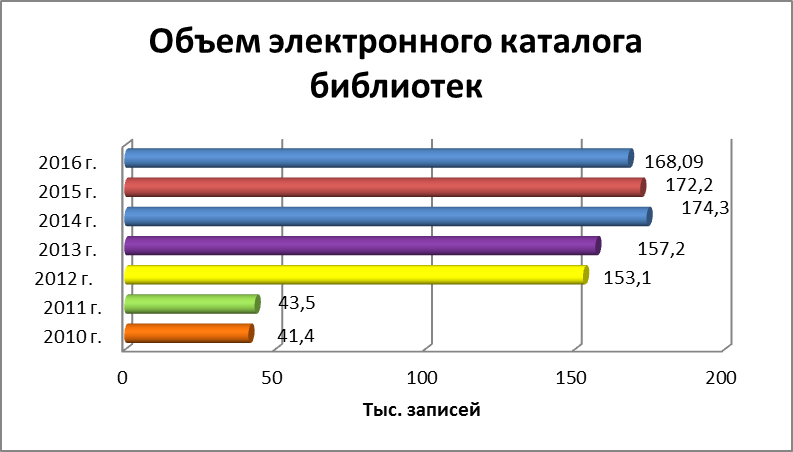 Объем электронного каталога
библиотек
2016 г. 168,09
2015 г. 172,2
2014 г. 174,3
2013 г. 157,2
2012 г. 153,1
2011 г. 43,5
2010 г. 41,4
0 50 100 150 200
Тыс. записей